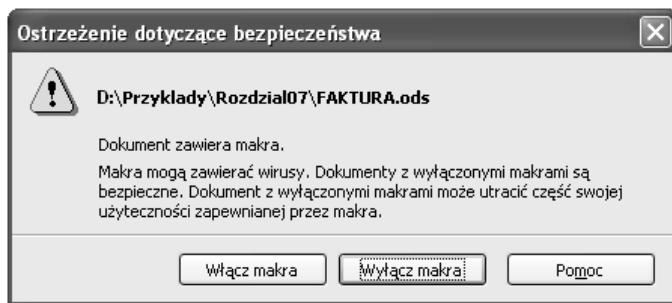 Ostrzeżenie dotyczące bezpieczeństwa
D:\Przyklady\Rozdzial07\FAKTURA.ods
Dokument zawiera makra.
Makra mogą zawierać wirusy. Dokumenty z wyłączonymi makrami są
bezpieczne. Dokument z wyłączonymi makrami może utracić część swojej
użyteczności zapewnianej przez makra.
Włącz makra Wyłącz makra Pomoc